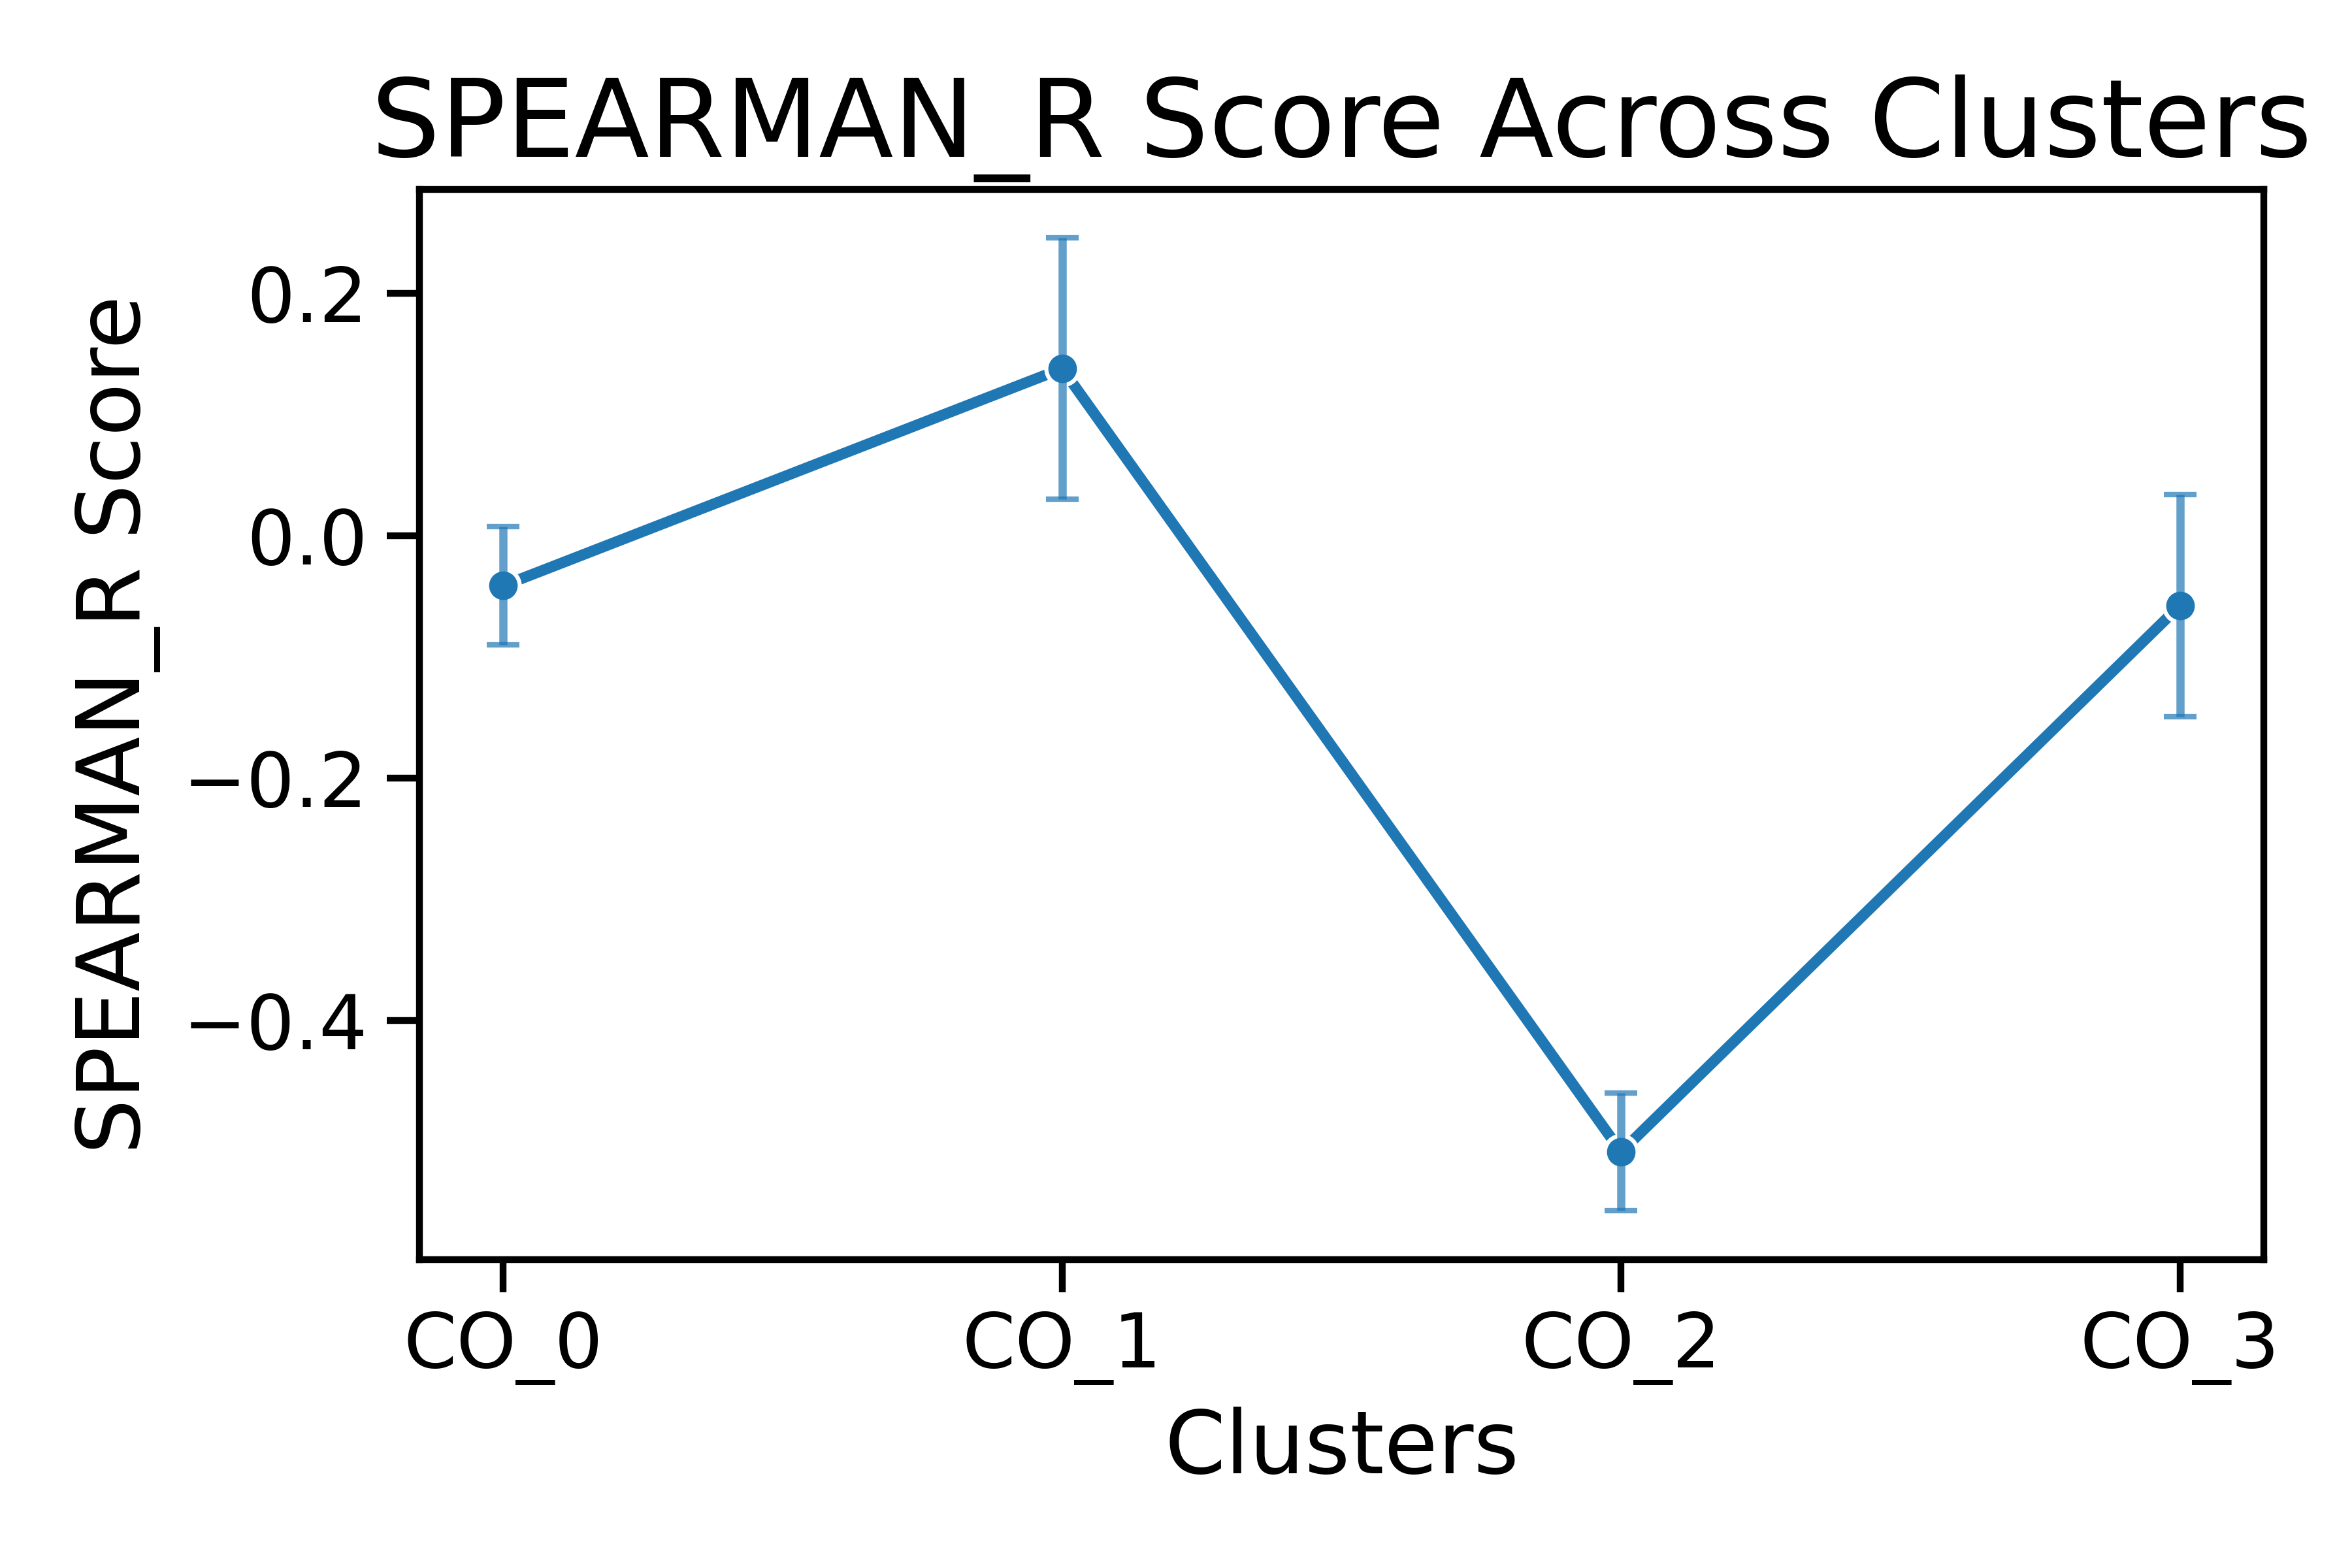 SPEARMAN_R Score Across Clusters
SPEARMAN_R Score
0.2
0.0
−0.2
−0.4
CO_0 CO_1 CO_2 CO_3
Clusters